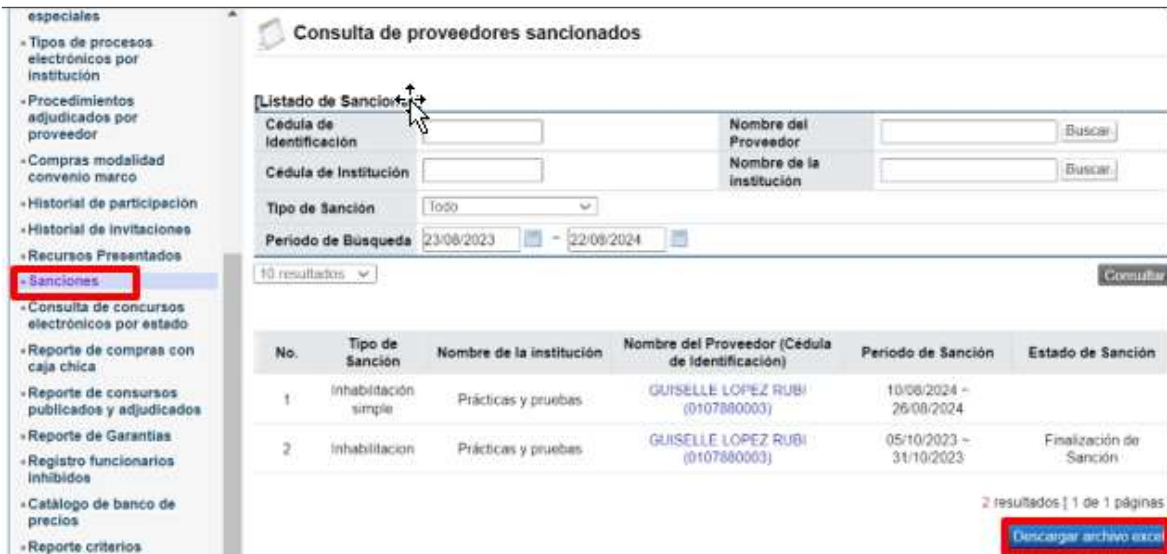 especiales
Tipos de procesos
electrónicos por
institución
Procedimientos
adjudicados por
proveedor
Compras modalidad
convenio marco
Historial de participación
Historial de invitaciones
Recursos Presentados
Sanciones
Consulta de concursos
electrónicos por estado
Reporte de compras con
caja chica
Reporte de consursos
publicados y adjudicados
Reporte de Garantias
Registro funcionarios
inhibidos
Catálogo de banco de
precios
Reporte criterios
Consulta de proveedores sancionados
[Listado de Sancion
Cédula de
Identificación
Nombre del
Proveedor
Buscar
Cédula de Institución
Nombre de la
institución
Buscar
Tipo de Sanción
Todo
Período de Búsqueda 23/08/2023 ~ 22/08/2024
10 resultados
Consultar
No. Tipo de Sanción Nombre de la institución Nombre del Proveedor (Cédula de Identificación) Período de Sanción Estado de Sanción
1 Inhabilitación simple Prácticas y pruebas GUISELLE LOPEZ RUBI (0107880003) 10/08/2024 ~ 26/08/2024
2 Inhabilitacion Prácticas y pruebas GUISELLE LOPEZ RUBI (0107880003) 05/10/2023 ~ 31/10/2023 Finalización de Sanción
2 resultados [ 1 de 1 páginas
Descargar archivo excel